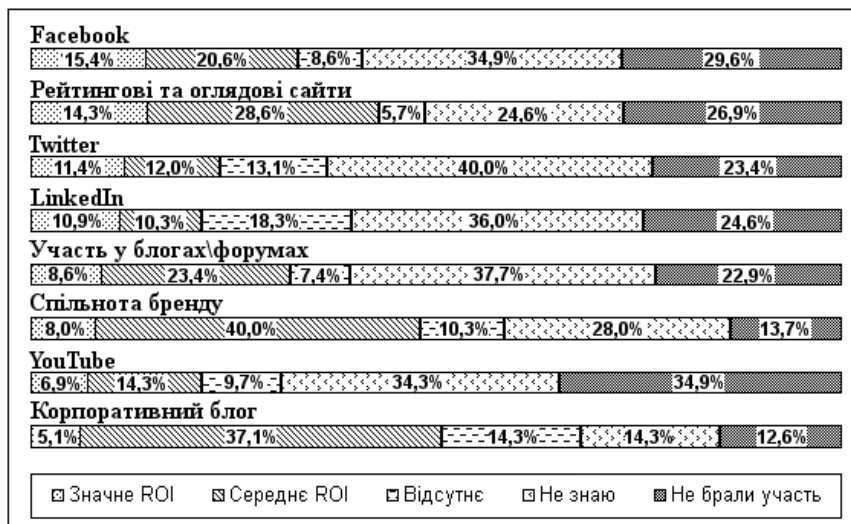 Facebook
15,4% 20,6% 8,6% 34,9% 29,6%
Рейтингові та оглядові сайти
14,3% 28,6% 5,7% 24,6% 26,9%
Twitter
11,4% 12,0% 13,1% 40,0% 23,4%
LinkedIn
10,9% 10,3% 18,3% 36,0% 24,6%
Участь у блогах\форумах
8,6% 23,4% 7,4% 37,7% 22,9%
Спільнота бренду
8,0% 40,0% 10,3% 28,0% 13,7%
YouTube
6,9% 14,3% 9,7% 34,3% 34,9%
Корпоративний блог
5,1% 37,1% 14,3% 14,3% 12,6%
Значне ROI Середнє ROI Відсутнє Не знаю Не брали участь